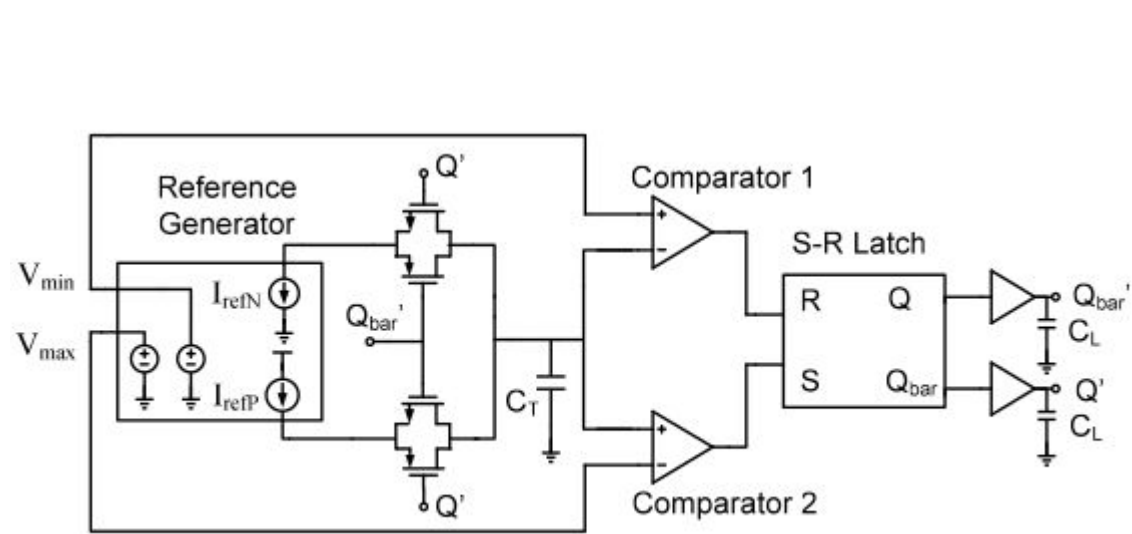 Q’
Comparator 1
Reference
Generator
S-R Latch
V_min
I_refN
R
Q
Q_bar’
C_L
Q_bar’
V_max
+
-
+
-
+
-
+
-
I_refP
C_T
S
Q_bar
Q’
C_L
Q’
Comparator 2